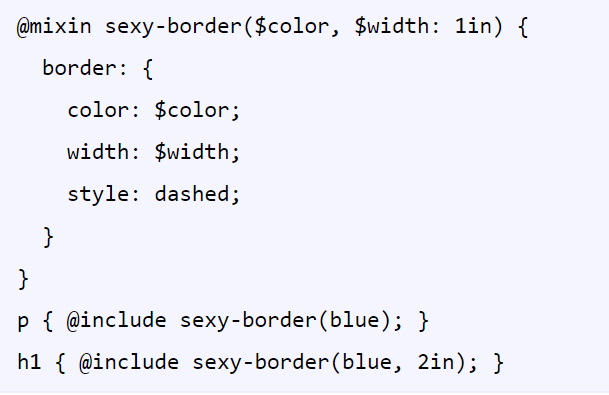 @mixin sexy-border($color, $width: 1in) {
  border: {
    color: $color;
    width: $width;
    style: dashed;
  }
}
p { @include sexy-border(blue); }
h1 { @include sexy-border(blue, 2in); }